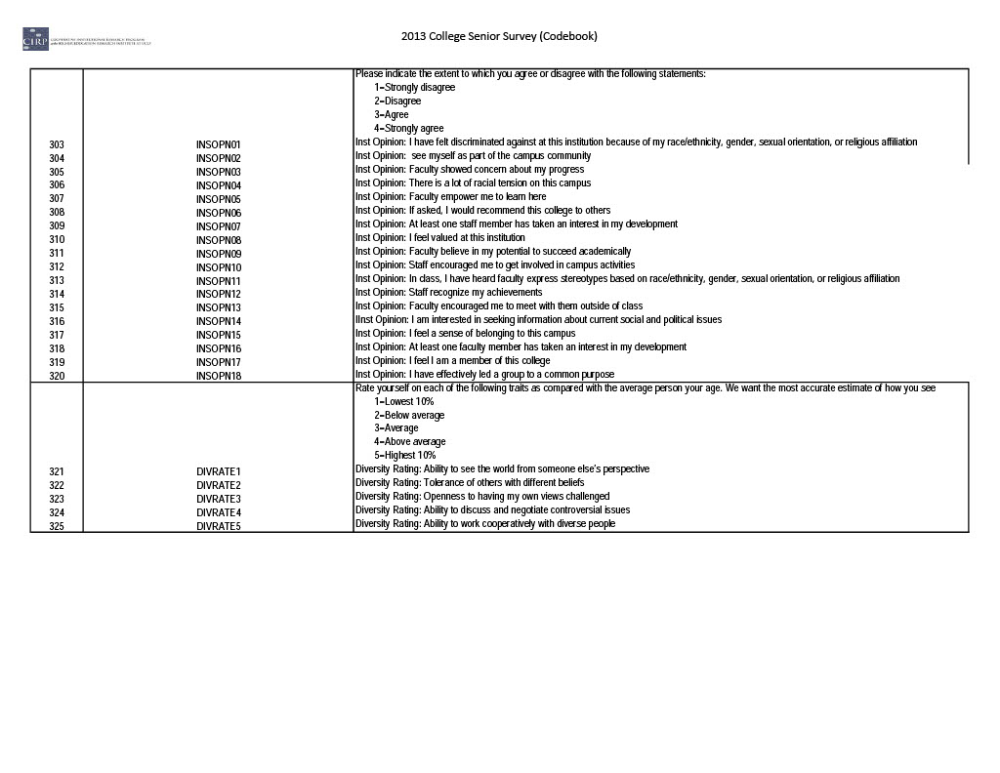 CIRP COOPERATIVE INSTITUTIONAL RESEARCH PROGRAM
at the HIGHER EDUCATION RESEARCH INSTITUTE AT UCLA
2013 College Senior Survey (Codebook)
Please indicate the extent to which you agree or disagree with the following statements:
1=Strongly disagree
2=Disagree
3=Agree
4=Strongly agree
303 INSOPN01 Inst Opinion: I have felt discriminated against at this institution because of my race/ethnicity, gender, sexual orientation, or religious affiliation
304 INSOPN02 Inst Opinion:  see myself as part of the campus community
305 INSOPN03 Inst Opinion: Faculty showed concern about my progress
306 INSOPN04 Inst Opinion: There is a lot of racial tension on this campus
307 INSOPN05 Inst Opinion: Faculty empower me to learn here
308 INSOPN06 Inst Opinion: If asked, I would recommend this college to others
309 INSOPN07 Inst Opinion: At least one staff member has taken an interest in my development
310 INSOPN08 Inst Opinion: I feel valued at this institution
311 INSOPN09 Inst Opinion: Faculty believe in my potential to succeed academically
312 INSOPN10 Inst Opinion: Staff encouraged me to get involved in campus activities
313 INSOPN11 Inst Opinion: In class, I have heard faculty express stereotypes based on race/ethnicity, gender, sexual orientation, or religious affiliation
314 INSOPN12 Inst Opinion: Staff recognize my achievements
315 INSOPN13 Inst Opinion: Faculty encouraged me to meet with them outside of class
316 INSOPN14 IInst Opinion: I am interested in seeking information about current social and political issues
317 INSOPN15 Inst Opinion: I feel a sense of belonging to this campus
318 INSOPN16 Inst Opinion: At least one faculty member has taken an interest in my development
319 INSOPN17 Inst Opinion: I feel I am a member of this college
320 INSOPN18 Inst Opinion: I have effectively led a group to a common purpose
Rate yourself on each of the following traits as compared with the average person your age. We want the most accurate estimate of how you see
1=Lowest 10%
2=Below average
3=Average
4=Above average
5=Highest 10%
321 DIVRATE1 Diversity Rating: Ability to see the world from someone else's perspective
322 DIVRATE2 Diversity Rating: Tolerance of others with different beliefs
323 DIVRATE3 Diversity Rating: Openness to having my own views challenged
324 DIVRATE4 Diversity Rating: Ability to discuss and negotiate controversial issues
325 DIVRATE5 Diversity Rating: Ability to work cooperatively with diverse people